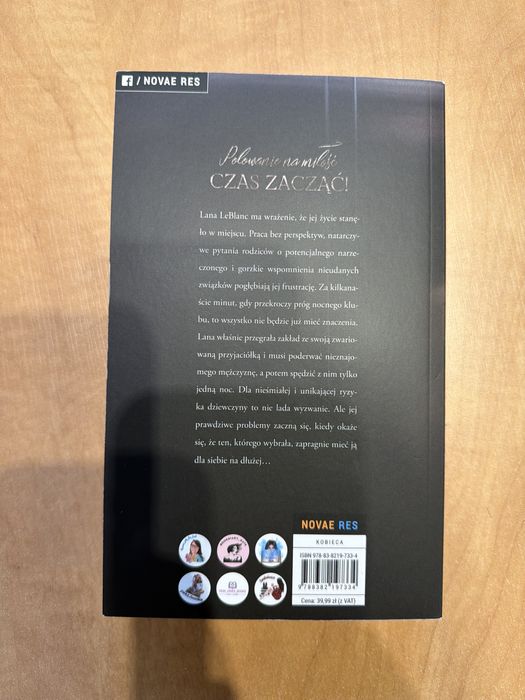 f / NOVAE RES
Polowanie na miłość
CZAS ZACZĄĆ!
Lana LeBlanc ma wrażenie, że jej życie stanę-
ło w miejscu. Praca bez perspektyw, natarczy-
we pytania rodziców o potencjalnego narze-
czonego i gorzkie wspomnienia nieudanych
związków pogłębiają jej frustrację. Za kilkana-
ście minut, gdy przekroczy próg nocnego klu-
bu, to wszystko nie będzie już mieć znaczenia.
Lana właśnie przegrała zakład ze swoją zwario-
waną przyjaciółką i musi poderwać nieznajo-
mego mężczyznę, a potem spędzić z nim tylko
jedną noc. Dla nieśmiałej i unikającej ryzy-
ka dziewczyny to nie lada wyzwanie. Ale jej
prawdziwe problemy zaczną się, kiedy okaże
się, że ten, którego wybrała, zapragnie mieć ją
dla siebie na dłużej…
NOVAE RES
KOBIECA
ISBN 978-83-8219-733-4
9 788382 197334
Cena: 39,99 zł (z VAT)